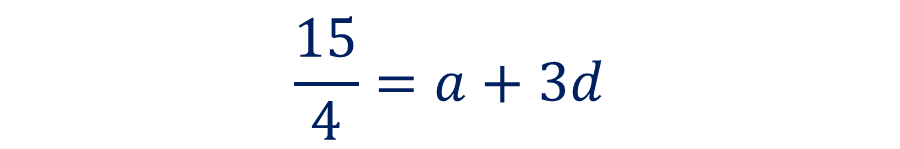 15/4 = a + 3d